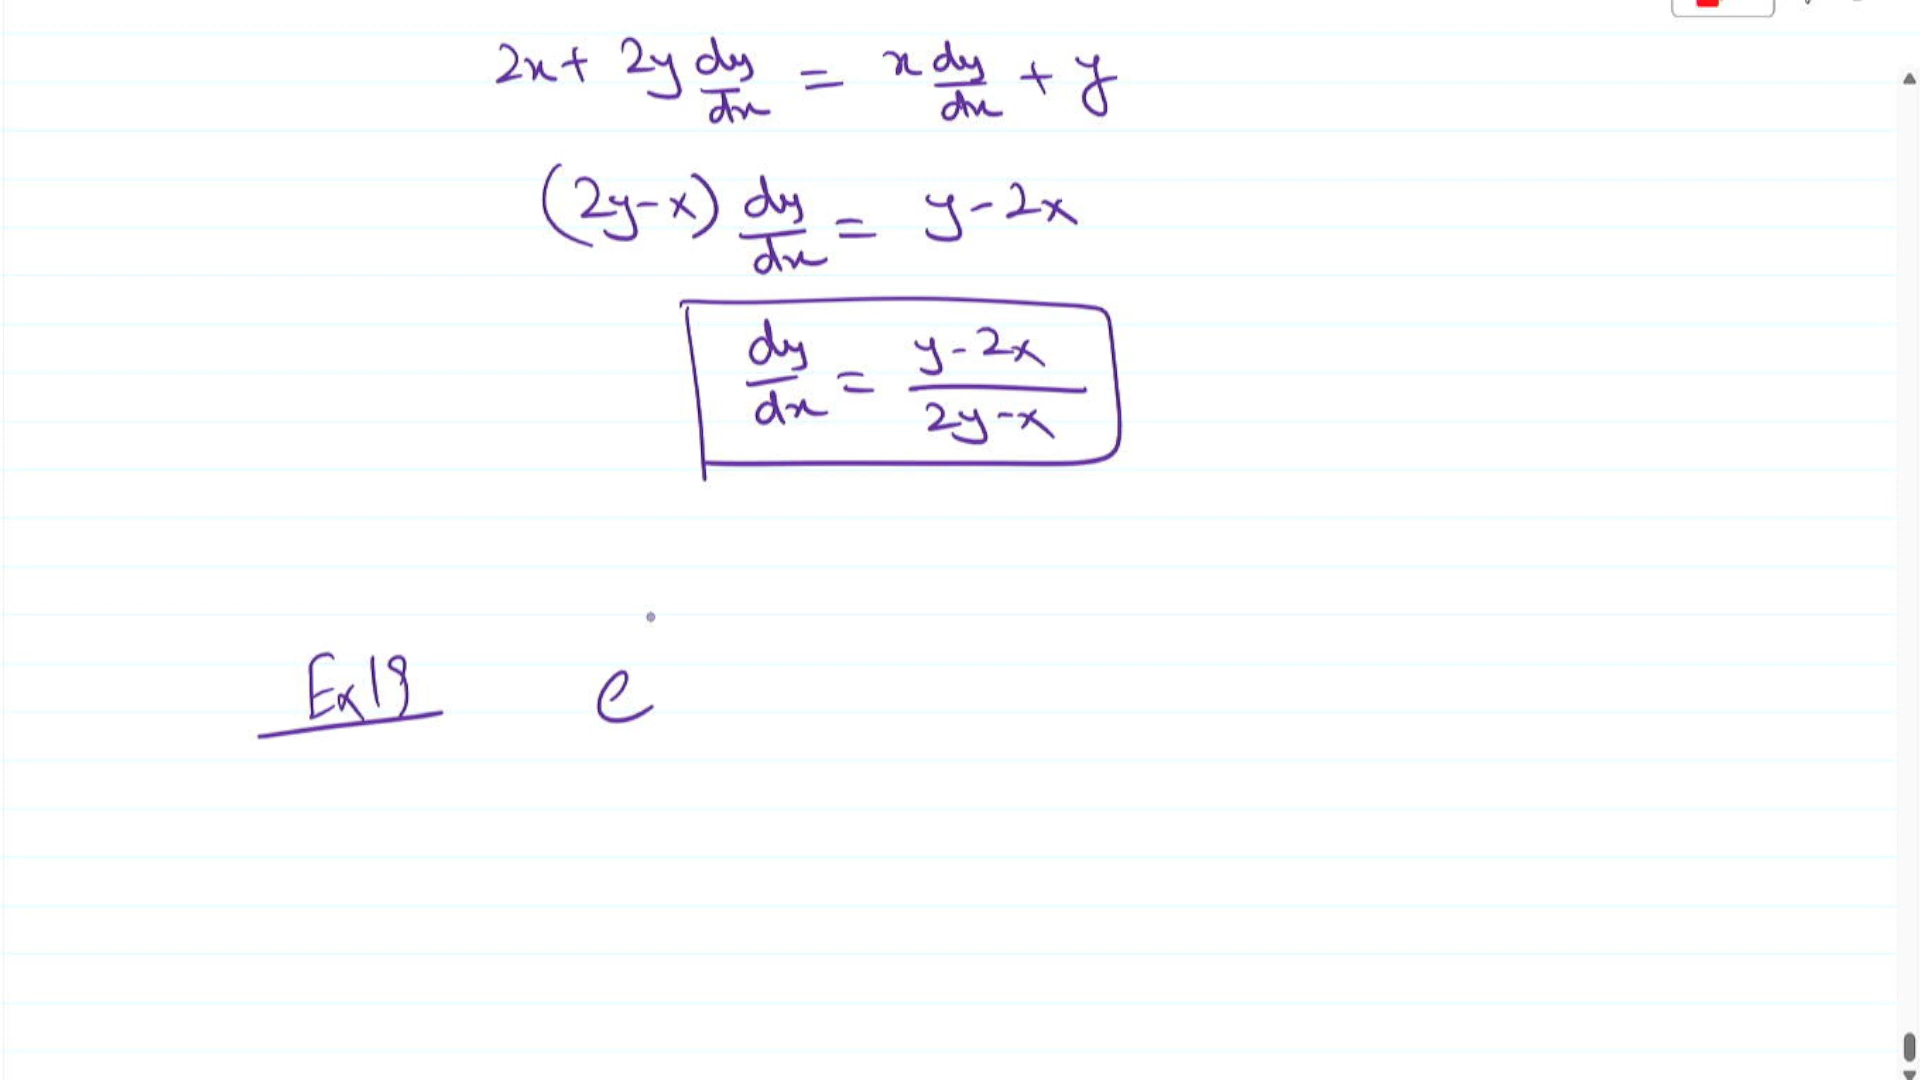 2x + 2y dy/dx = x dy/dx + y
(2y-x) dy/dx = y-2x
dy/dx = y-2x/2y-x
Ex19 e